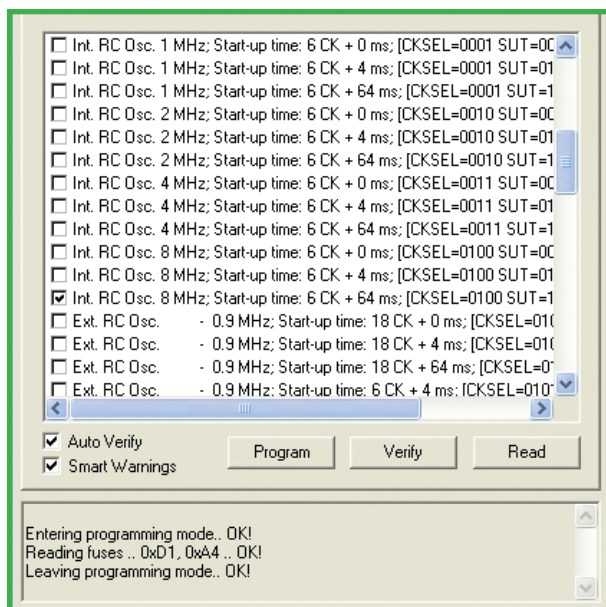 Int. RC Osc. 1 MHz; Start-up time: 6 CK + 0 ms; [CKSEL=0001 SUT=00
Int. RC Osc. 1 MHz; Start-up time: 6 CK + 4 ms; [CKSEL=0001 SUT=01
Int. RC Osc. 1 MHz; Start-up time: 6 CK + 64 ms; [CKSEL=0001 SUT=1
Int. RC Osc. 2 MHz; Start-up time: 6 CK + 0 ms; [CKSEL=0010 SUT=00
Int. RC Osc. 2 MHz; Start-up time: 6 CK + 4 ms; [CKSEL=0010 SUT=01
Int. RC Osc. 2 MHz; Start-up time: 6 CK + 64 ms; [CKSEL=0010 SUT=1
Int. RC Osc. 4 MHz; Start-up time: 6 CK + 0 ms; [CKSEL=0011 SUT=00
Int. RC Osc. 4 MHz; Start-up time: 6 CK + 4 ms; [CKSEL=0011 SUT=01
Int. RC Osc. 4 MHz; Start-up time: 6 CK + 64 ms; [CKSEL=0011 SUT=1
Int. RC Osc. 8 MHz; Start-up time: 6 CK + 0 ms; [CKSEL=0100 SUT=00
Int. RC Osc. 8 MHz; Start-up time: 6 CK + 4 ms; [CKSEL=0100 SUT=01
Int. RC Osc. 8 MHz; Start-up time: 6 CK + 64 ms; [CKSEL=0100 SUT=1
Ext. RC Osc. - 0.9 MHz; Start-up time: 18 CK + 0 ms; [CKSEL=010
Ext. RC Osc. - 0.9 MHz; Start-up time: 18 CK + 4 ms; [CKSEL=010
Ext. RC Osc. - 0.9 MHz; Start-up time: 18 CK + 64 ms; [CKSEL=0
Ext. RC Osc. - 0.9 MHz; Start-up time: 6 CK + 4 ms; [CKSEL=010
Auto Verify
Smart Warnings
Program Verify Read
Entering programming mode.. OK!
Reading fuses .. 0xD1, 0xA4 .. OK!
Leaving programming mode.. OK!